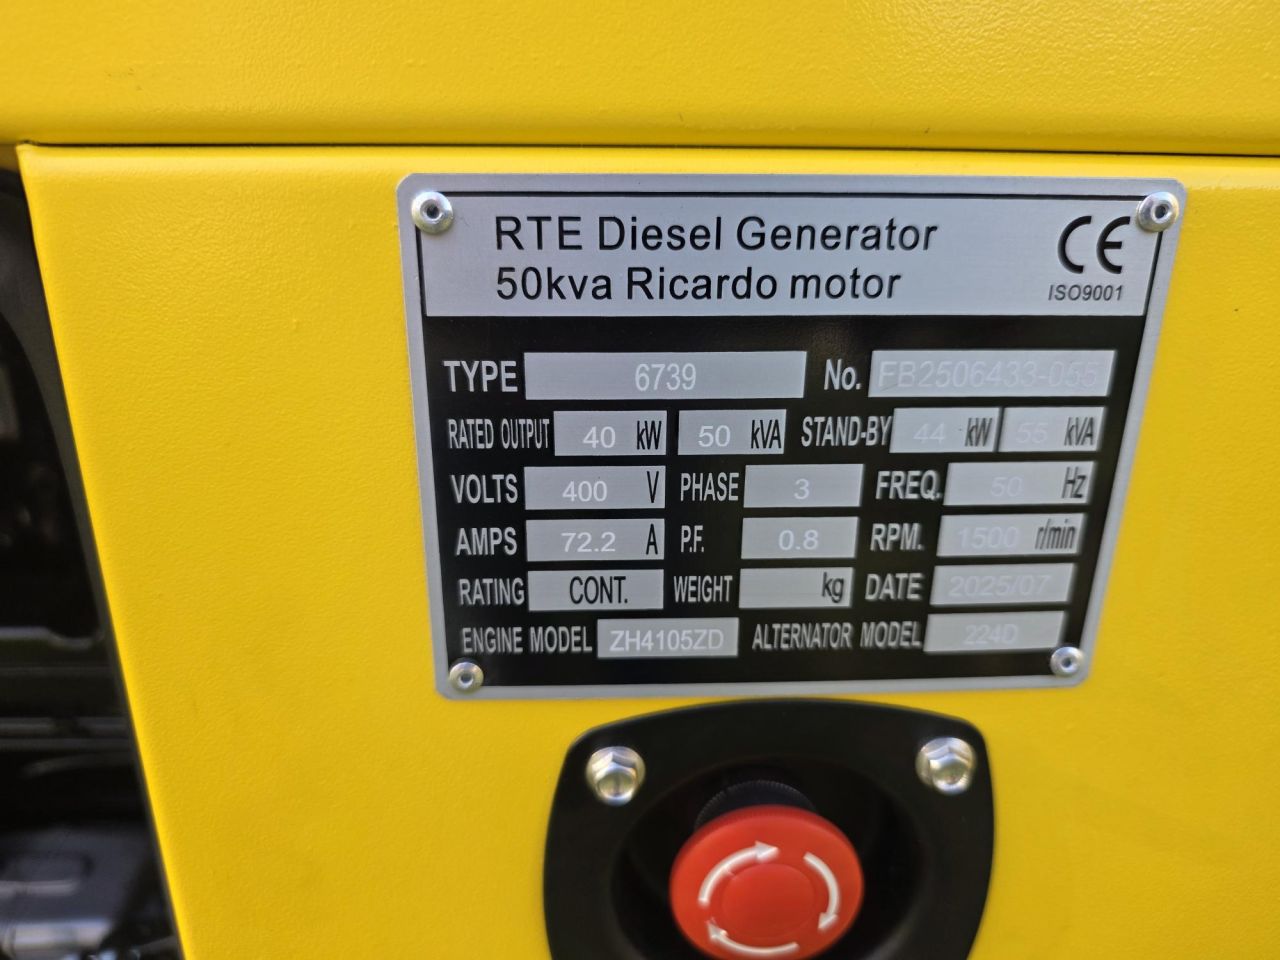 RTE Diesel Generator
50kva Ricardo motor
CE
ISO9001
TYPE 6739 No. FB2506433-055
RATED OUTPUT 40 kW 50 kVA STAND-BY 44 kW 55 kVA
VOLTS 400 V PHASE 3 FREQ. 50 Hz
AMPS 72.2 A P.F. 0.8 RPM. 1500 r/min
RATING CONT. WEIGHT kg DATE 2025/07
ENGINE MODEL ZH4105ZD ALTERNATOR MODEL 224D